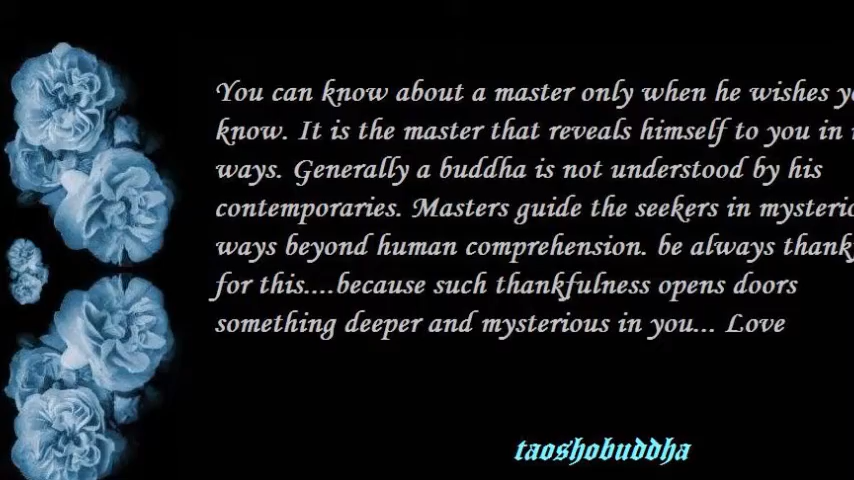 You can know about a master only when he wishes
know. It is the master that reveals himself to you in
ways. Generally a buddha is not understood by his
contemporaries. Masters guide the seekers in
ways beyond human comprehension. be always
for this....because such thankfulness opens doors
something deeper and mysterious in you... Love
taoshobuddha